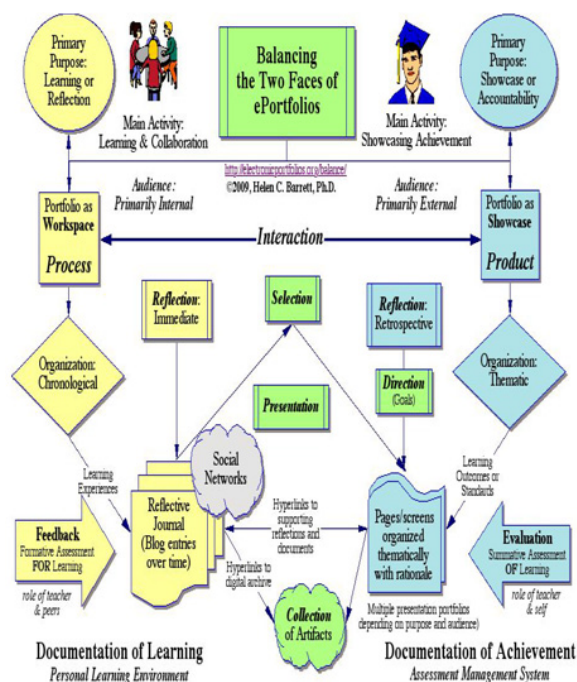 Primary
Purpose:
Learning or
Reflection
Main Activity:
Learning & Collaboration
Balancing
the Two Faces of
ePortfolios
Main Activity:
Showcasing Achievement
Primary
Purpose:
Showcase or
Accountability
http://electronicportfolios.org/balance/
©2009, Helen C. Barrett, Ph.D.
Audience:
Primarily Internal
Audience:
Primarily External
Portfolio as
Workspace
Process
Interaction
Portfolio as
Showcase
Product
Reflection:
Immediate
Selection
Reflection:
Retrospective
Organization:
Chronological
Presentation
Direction
(Goals)
Organization:
Thematic
Learning
Experiences
Social
Networks
Learning
Outcomes or
Standards
Feedback
Formative Assessment
FOR Learning
role of teacher
& peers
Reflective
Journal
(Blog entries
over time)
Hyperlinks to
supporting
reflections and
documents
Hyperlinks to
digital archive
Pages/screens
organized
thematically
with rationale
Evaluation
Summative Assessment
OF Learning
role of teacher &
self
Collection
of Artifacts
Multiple presentation portfolios
depending on purpose and audience)
Documentation of Learning
Personal Learning Environment
Documentation of Achievement
Assessment Management System